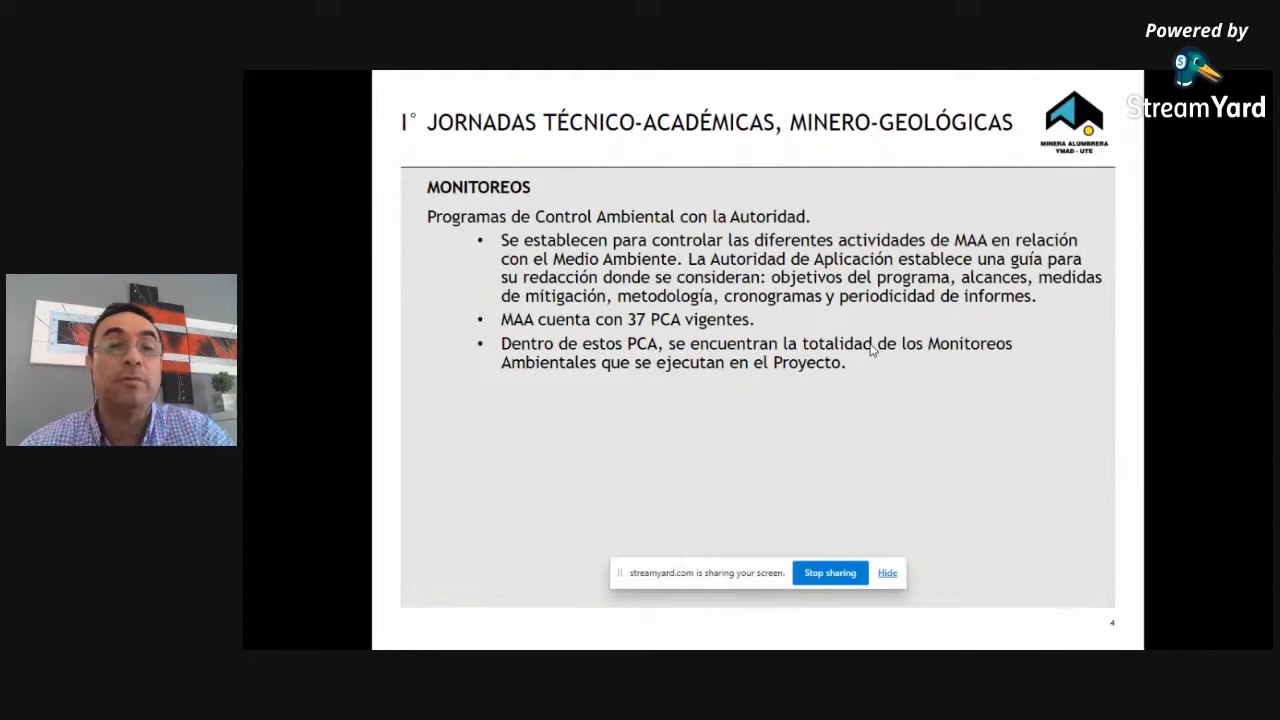 Powered by
StreamYard
I° JORNADAS TÉCNICO-ACADÉMICAS, MINERO-GEOLÓGICAS
MINERA ALUMBRERA
YMAD - UTE
MONITOREOS
Programas de Control Ambiental con la Autoridad.
• Se establecen para controlar las diferentes actividades de MAA en relación
con el Medio Ambiente. La Autoridad de Aplicación establece una guía para
su redacción donde se consideran: objetivos del programa, alcances, medidas
de mitigación, metodología, cronogramas y periodicidad de informes.
• MAA cuenta con 37 PCA vigentes.
• Dentro de estos PCA, se encuentran la totalidad de los Monitoreos
Ambientales que se ejecutan en el Proyecto.
streamyard.com is sharing your screen. Stop sharing Hide
4